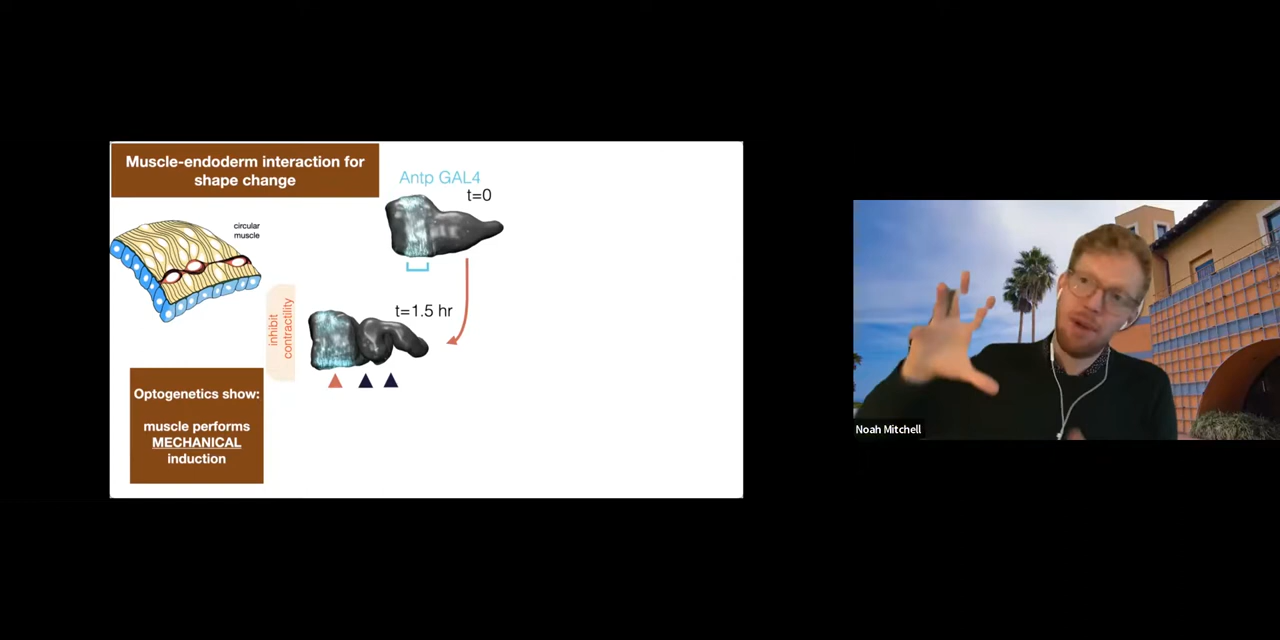 Muscle-endoderm interaction for
shape change
Antp GAL4
t=0
circular
muscle
inhibit
contractility
t=1.5 hr
Optogenetics show:
muscle performs
MECHANICAL
induction
Noah Mitchell